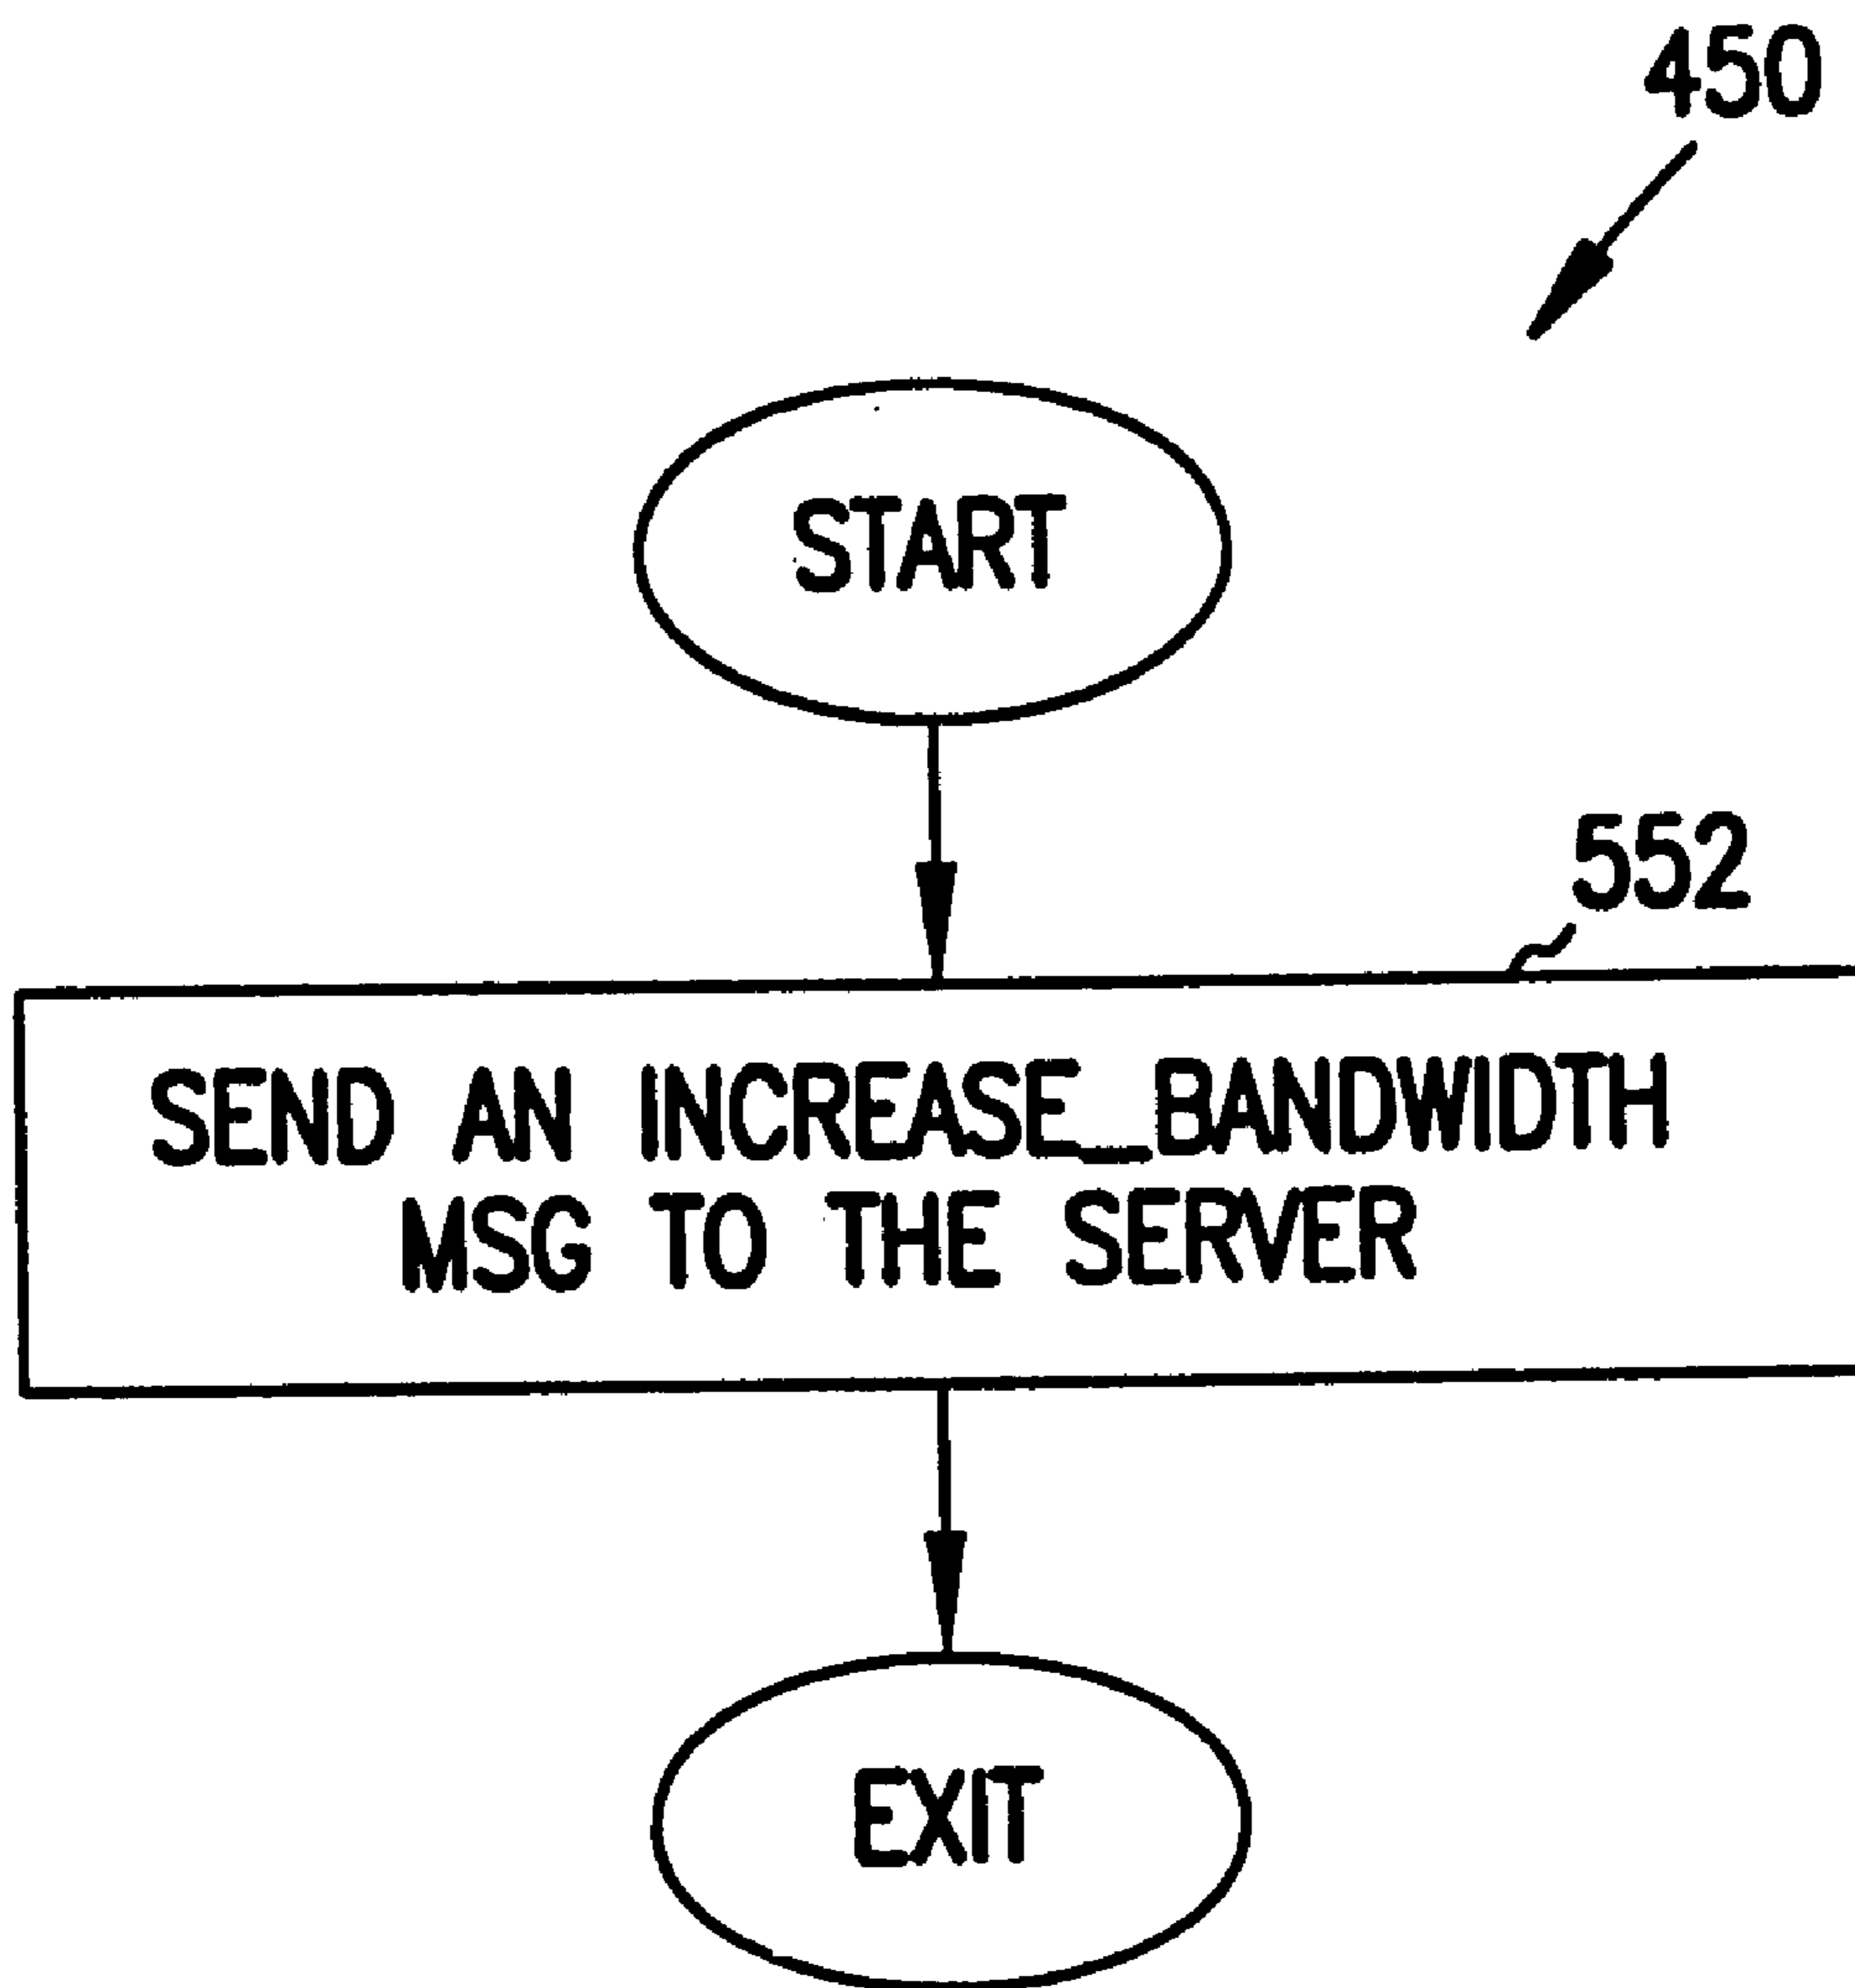 450
START
552
SEND AN INCREASE_BANDWIDTH
MSG TO THE SERVER
EXIT